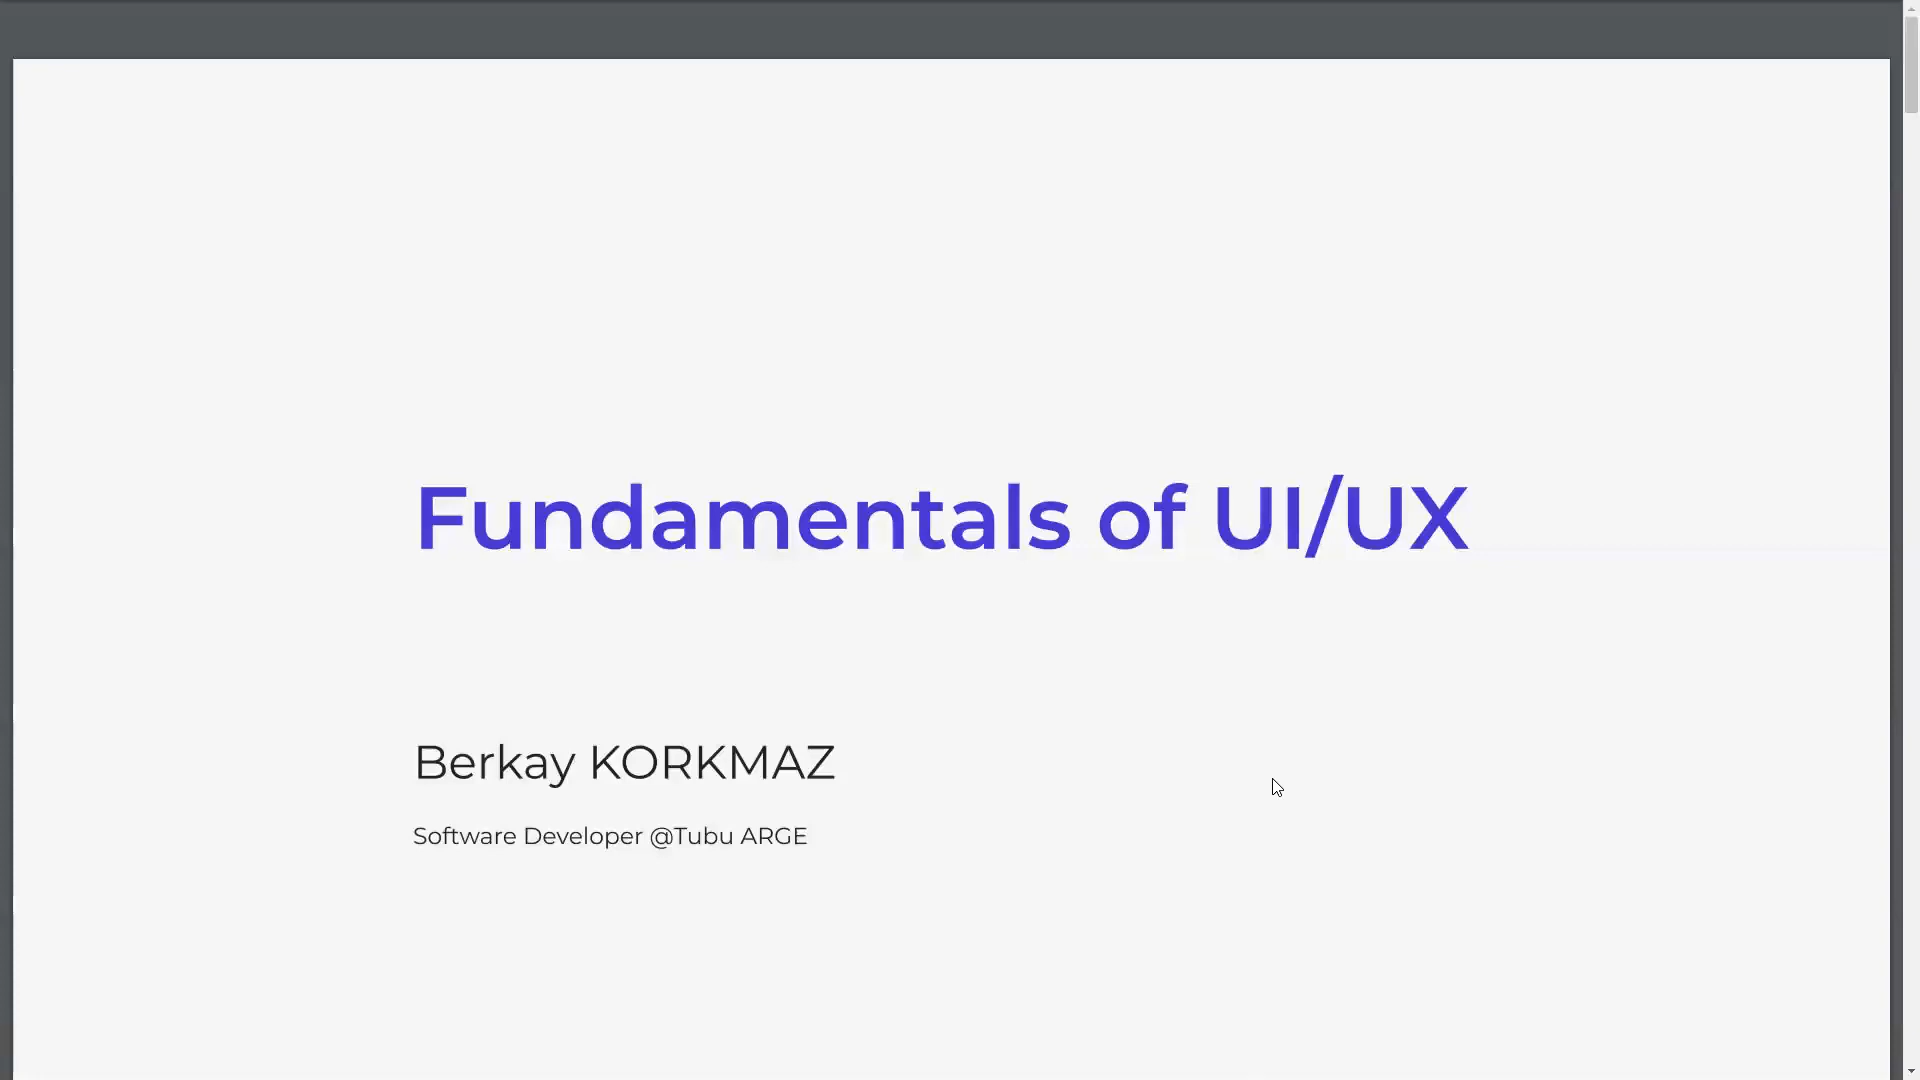 Fundamentals of UI/UX
Berkay KORKMAZ
Software Developer @Tubu ARGE